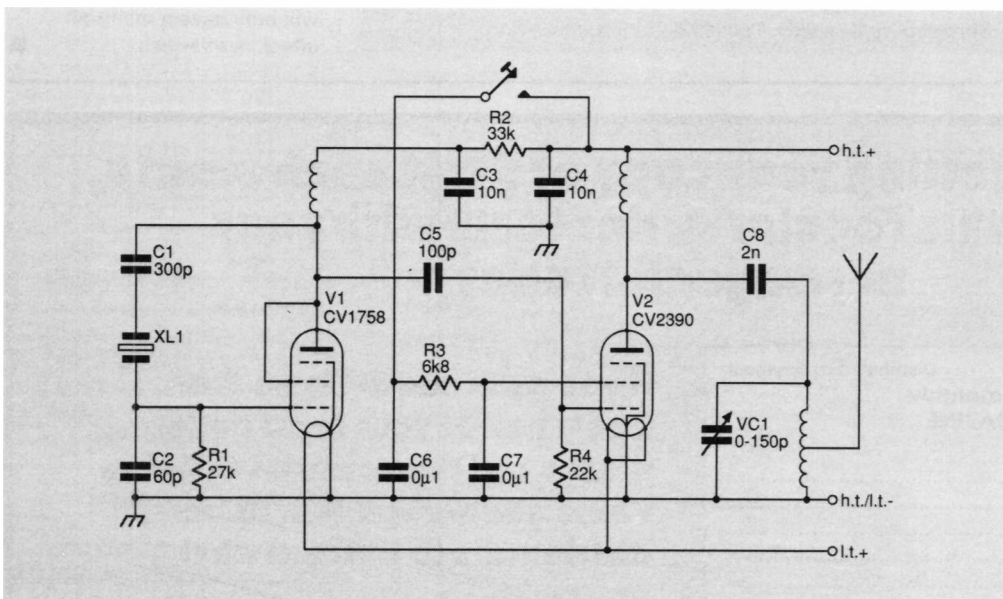 R2
33k
h.t.+
C3
10n
C4
10n
C1
300p
C5
100p
C8
2n
V1
CV1758
V2
CV2390
XL1
R3
6k8
VC1
0-150p
C2
60p
R1
27k
C6
0µ1
C7
0µ1
R4
22k
h.t./l.t.-
l.t.+